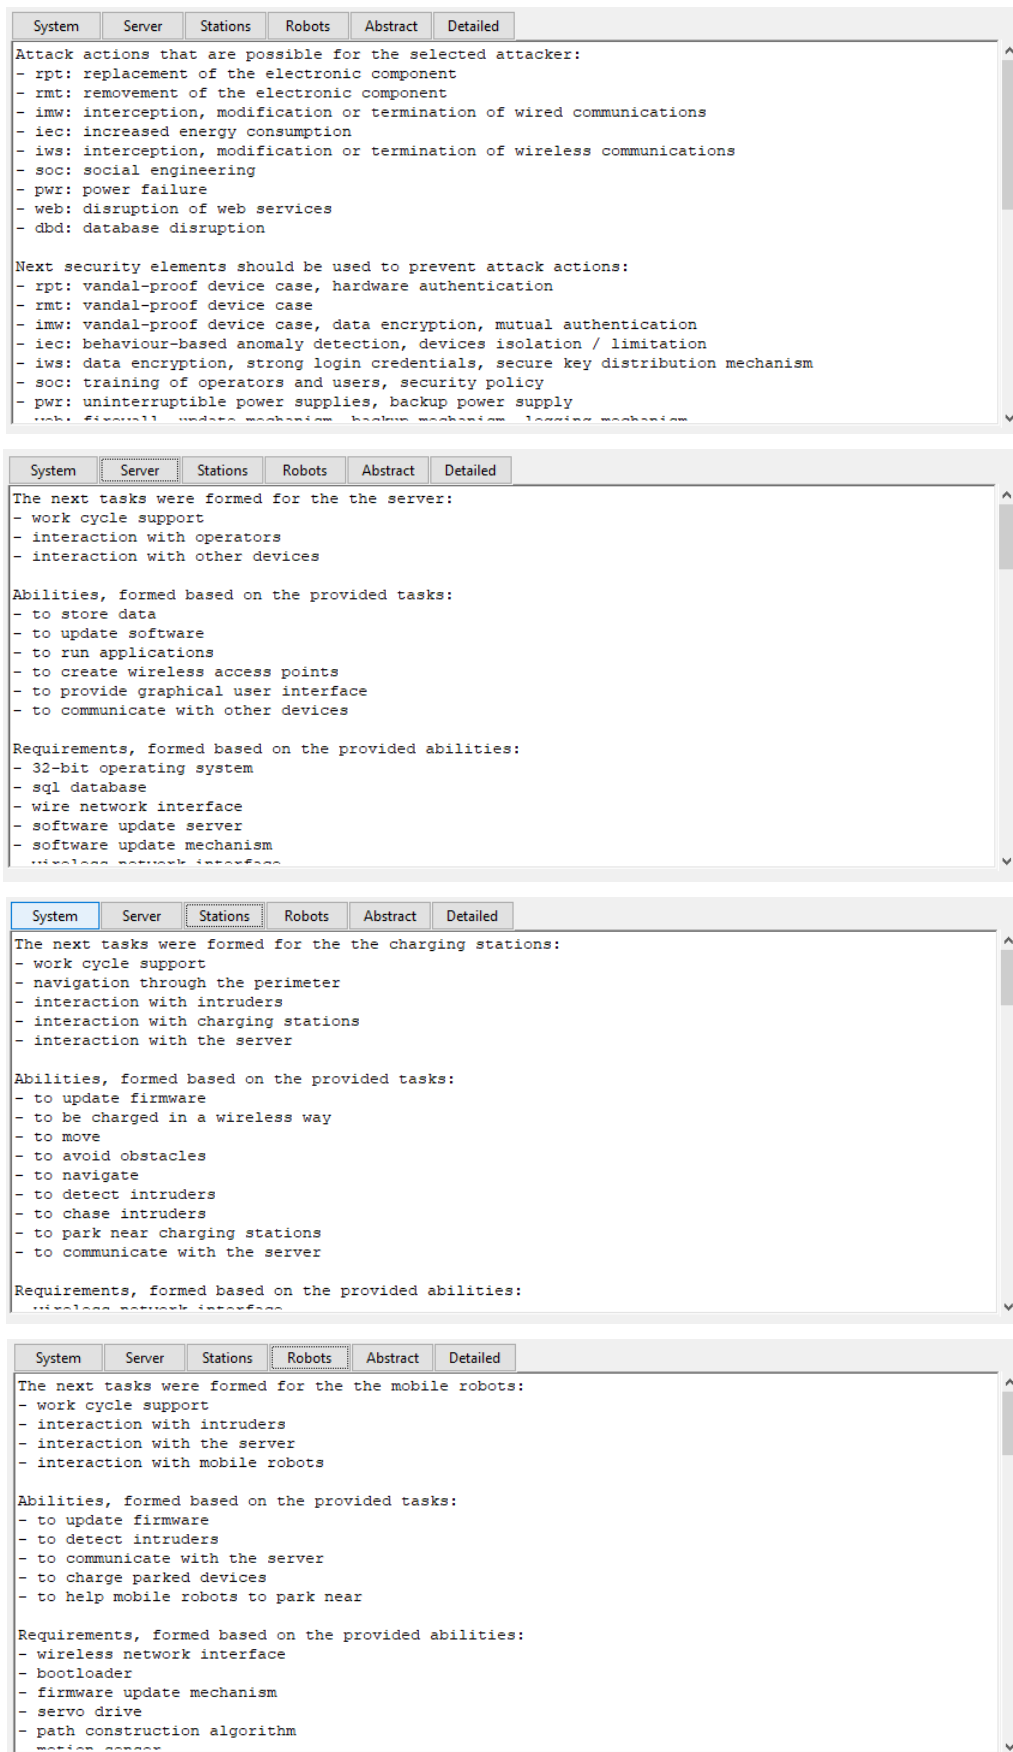 System Server Stations Robots Abstract Detailed
Attack actions that are possible for the selected attacker:
- rpt: replacement of the electronic component
- rmt: removement of the electronic component
- imw: interception, modification or termination of wired communications
- iec: increased energy consumption
- iws: interception, modification or termination of wireless communications
- soc: social engineering
- pwr: power failure
- web: disruption of web services
- dbd: database disruption
Next security elements should be used to prevent attack actions:
- rpt: vandal-proof device case, hardware authentication
- rmt: vandal-proof device case
- imw: vandal-proof device case, data encryption, mutual authentication
- iec: behaviour-based anomaly detection, devices isolation / limitation
- iws: data encryption, strong login credentials, secure key distribution mechanism
- soc: training of operators and users, security policy
- pwr: uninterruptible power supplies, backup power supply
- web: firewall, update mechanism, backup mechanism, logging mechanism
System Server Stations Robots Abstract Detailed
The next tasks were formed for the the server:
- work cycle support
- interaction with operators
- interaction with other devices
Abilities, formed based on the provided tasks:
- to store data
- to update software
- to run applications
- to create wireless access points
- to provide graphical user interface
- to communicate with other devices
Requirements, formed based on the provided abilities:
- 32-bit operating system
- sql database
- wire network interface
- software update server
- software update mechanism
- wireless network interface
System Server Stations Robots Abstract Detailed
The next tasks were formed for the the charging stations:
- work cycle support
- navigation through the perimeter
- interaction with intruders
- interaction with charging stations
- interaction with the server
Abilities, formed based on the provided tasks:
- to update firmware
- to be charged in a wireless way
- to move
- to avoid obstacles
- to navigate
- to detect intruders
- to chase intruders
- to park near charging stations
- to communicate with the server
Requirements, formed based on the provided abilities:
- wireless network interface
System Server Stations Robots Abstract Detailed
The next tasks were formed for the the mobile robots:
- work cycle support
- interaction with intruders
- interaction with the server
- interaction with mobile robots
Abilities, formed based on the provided tasks:
- to update firmware
- to detect intruders
- to communicate with the server
- to charge parked devices
- to help mobile robots to park near
Requirements, formed based on the provided abilities:
- wireless network interface
- bootloader
- firmware update mechanism
- servo drive
- path construction algorithm
- motion sensor